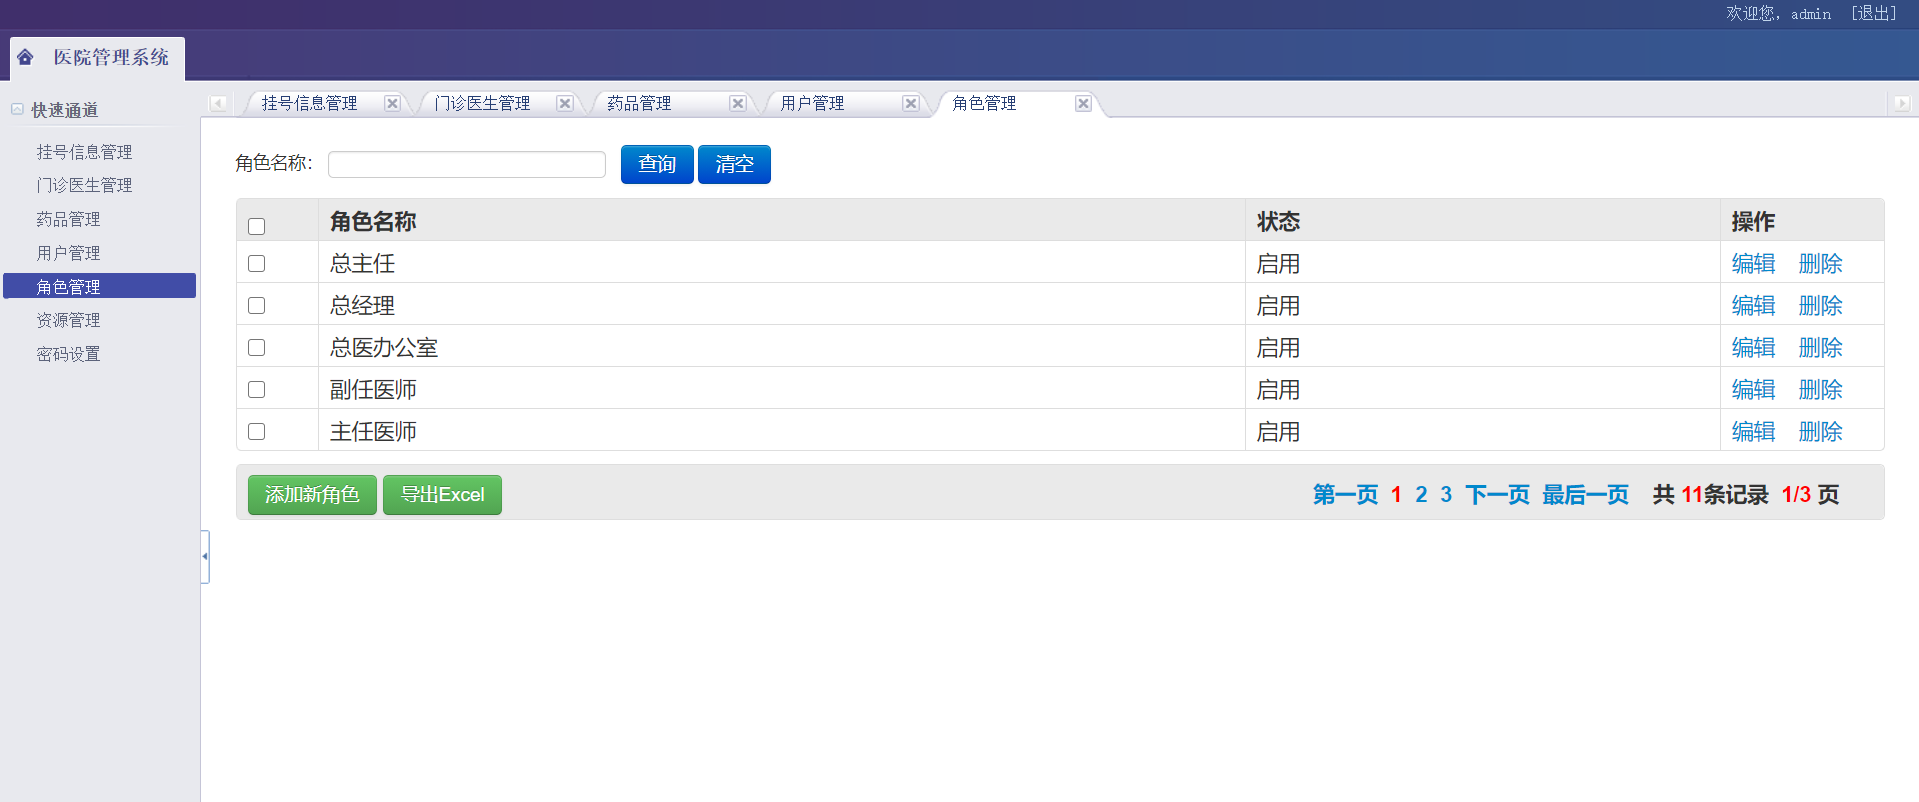 欢迎您，admin [退出]
医院管理系统
快速通道
挂号信息管理
门诊医生管理
药品管理
用户管理
角色管理
资源管理
密码设置
挂号信息管理 门诊医生管理 药品管理 用户管理 角色管理
角色名称： 查询 清空
角色名称 状态 操作
总主任 启用 编辑 删除
总经理 启用 编辑 删除
总医办公室 启用 编辑 删除
副任医师 启用 编辑 删除
主任医师 启用 编辑 删除
添加新角色 导出Excel 第一页 1 2 3 下一页 最后一页 共 11条记录 1/3 页